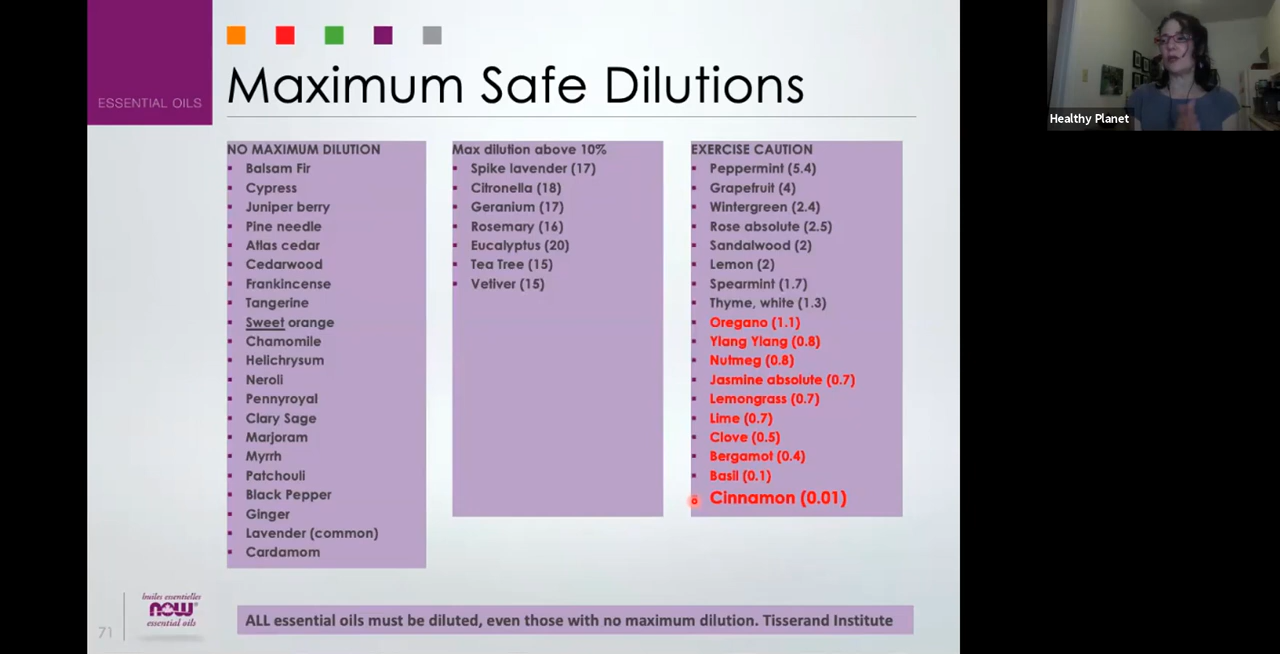 ESSENTIAL OILS
Maximum Safe Dilutions
NO MAXIMUM DILUTION
Balsam Fir
Cypress
Juniper berry
Pine needle
Atlas cedar
Cedarwood
Frankincense
Tangerine
Sweet orange
Chamomile
Helichrysum
Neroli
Pennyroyal
Clary Sage
Marjoram
Myrrh
Patchouli
Black Pepper
Ginger
Lavender (common)
Cardamom
Max dilution above 10%
Spike lavender (17)
Citronella (18)
Geranium (17)
Rosemary (16)
Eucalyptus (20)
Tea Tree (15)
Vetiver (15)
EXERCISE CAUTION
Peppermint (5.4)
Grapefruit (4)
Wintergreen (2.4)
Rose absolute (2.5)
Sandalwood (2)
Lemon (2)
Spearmint (1.7)
Thyme, white (1.3)
Oregano (1.1)
Ylang Ylang (0.8)
Nutmeg (0.8)
Jasmine absolute (0.7)
Lemongrass (0.7)
Lime (0.7)
Clove (0.5)
Bergamot (0.4)
Basil (0.1)
Cinnamon (0.01)
71
huiles essentielles
NOW®
essential oils
ALL essential oils must be diluted, even those with no maximum dilution. Tisserand Institute
Healthy Planet